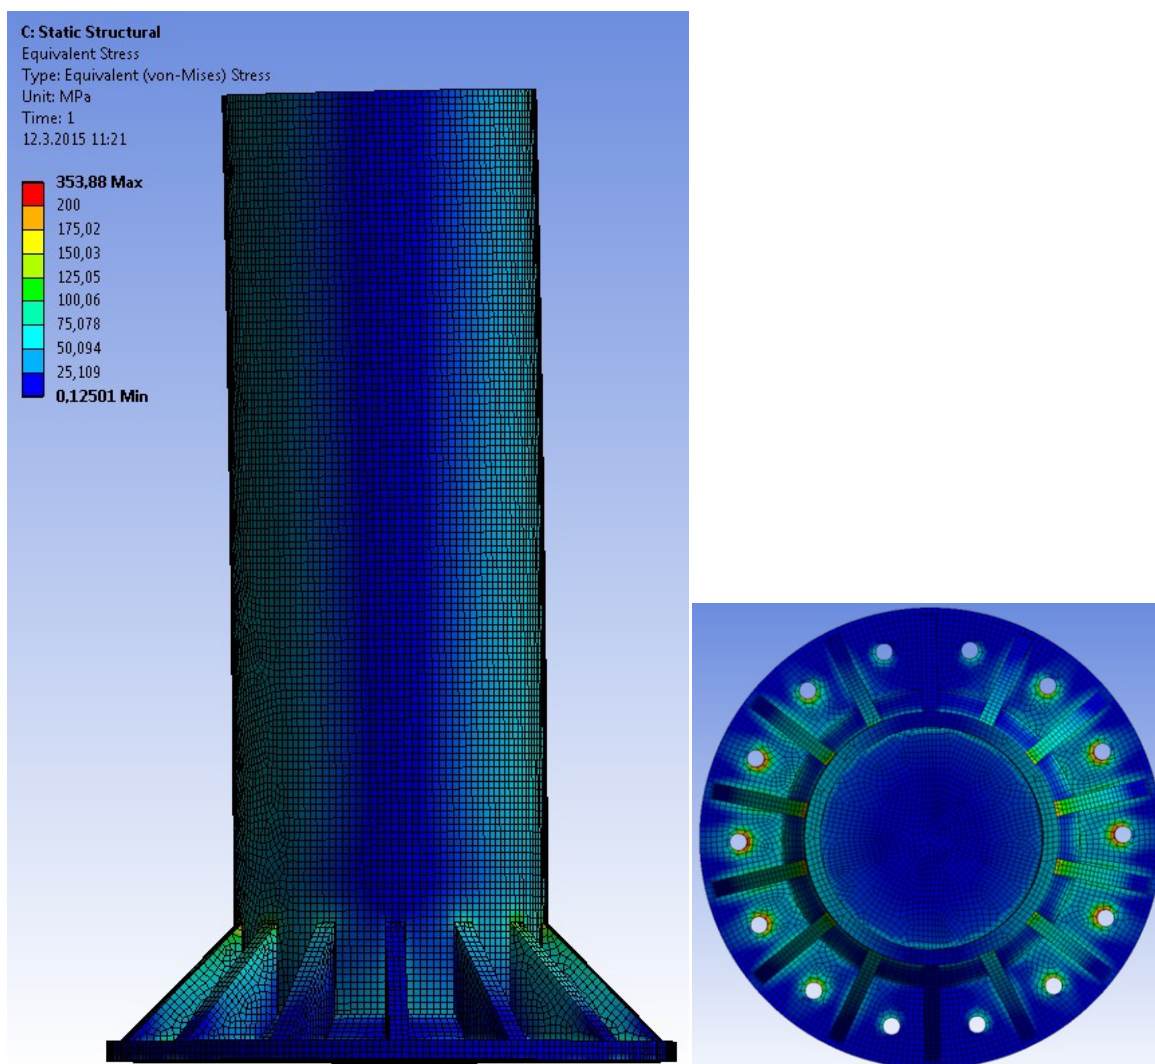 C: Static Structural
Equivalent Stress
Type: Equivalent (von-Mises) Stress
Unit: MPa
Time: 1
12.3.2015 11:21
353,88 Max
200
175,02
150,03
125,05
100,06
75,078
50,094
25,109
0,12501 Min